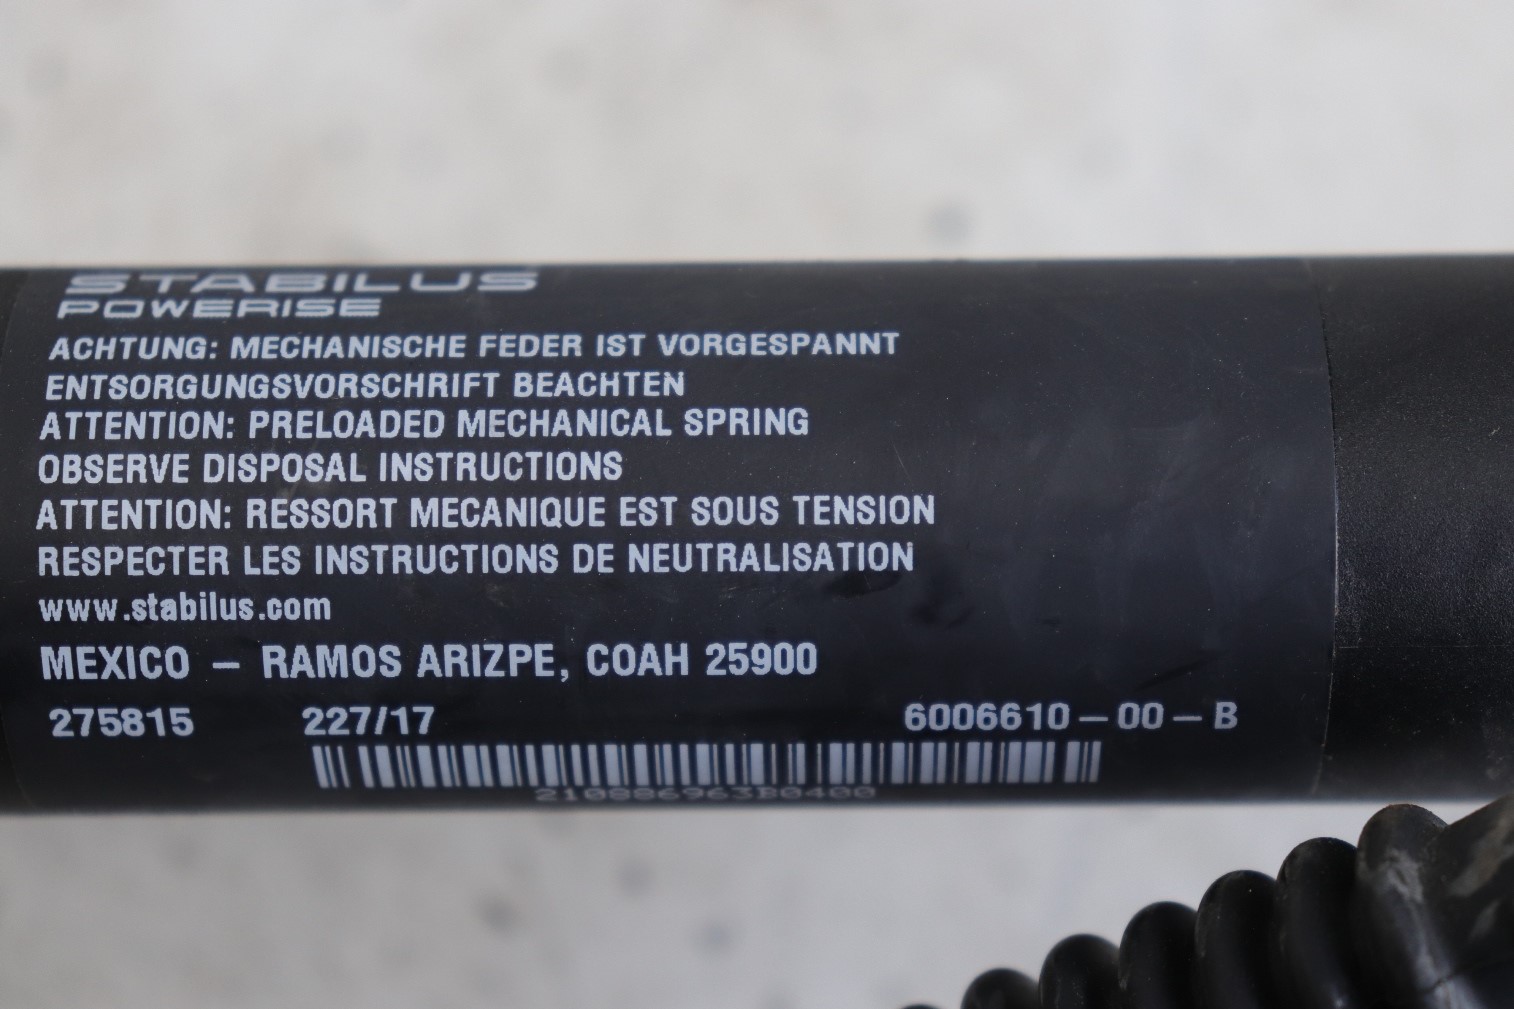 STABILUS
POWERISE
ACHTUNG: MECHANISCHE FEDER IST VORGESPANNT
ENTSORGUNGSVORSCHRIFT BEACHTEN
ATTENTION: PRELOADED MECHANICAL SPRING
OBSERVE DISPOSAL INSTRUCTIONS
ATTENTION: RESSORT MECANIQUE EST SOUS TENSION
RESPECTER LES INSTRUCTIONS DE NEUTRALISATION
www.stabilus.com
MEXICO – RAMOS ARIZPE, COAH 25900
275815 227/17 6006610–00–B
210886963B0400